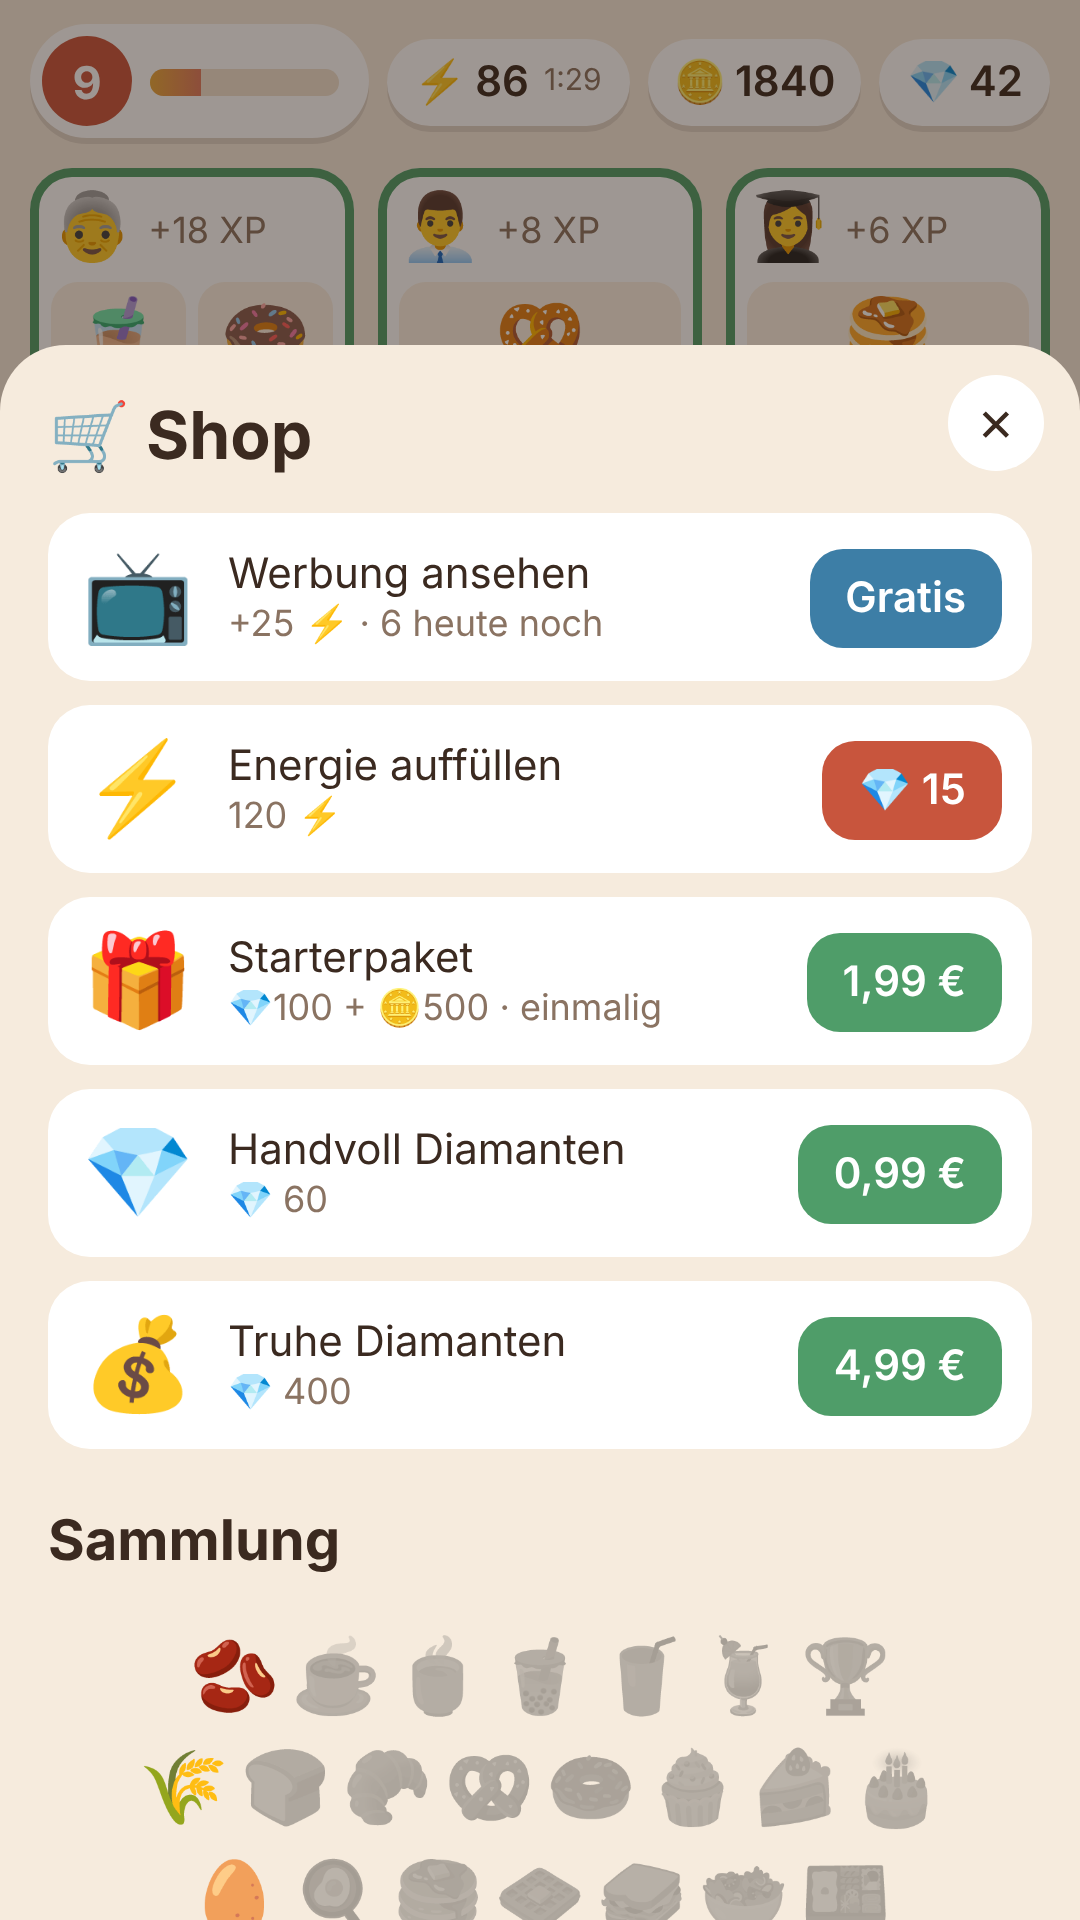 9
⚡ 86 1:29
🪙 1840
💎 42
+18 XP
+8 XP
+6 XP
🛒 Shop
✕
Werbung ansehen
+25 ⚡ · 6 heute noch
Gratis
Energie auffüllen
120 ⚡
💎 15
Starterpaket
💎100 + 🪙500 · einmalig
1,99 €
Handvoll Diamanten
💎 60
0,99 €
Truhe Diamanten
💎 400
4,99 €
Sammlung